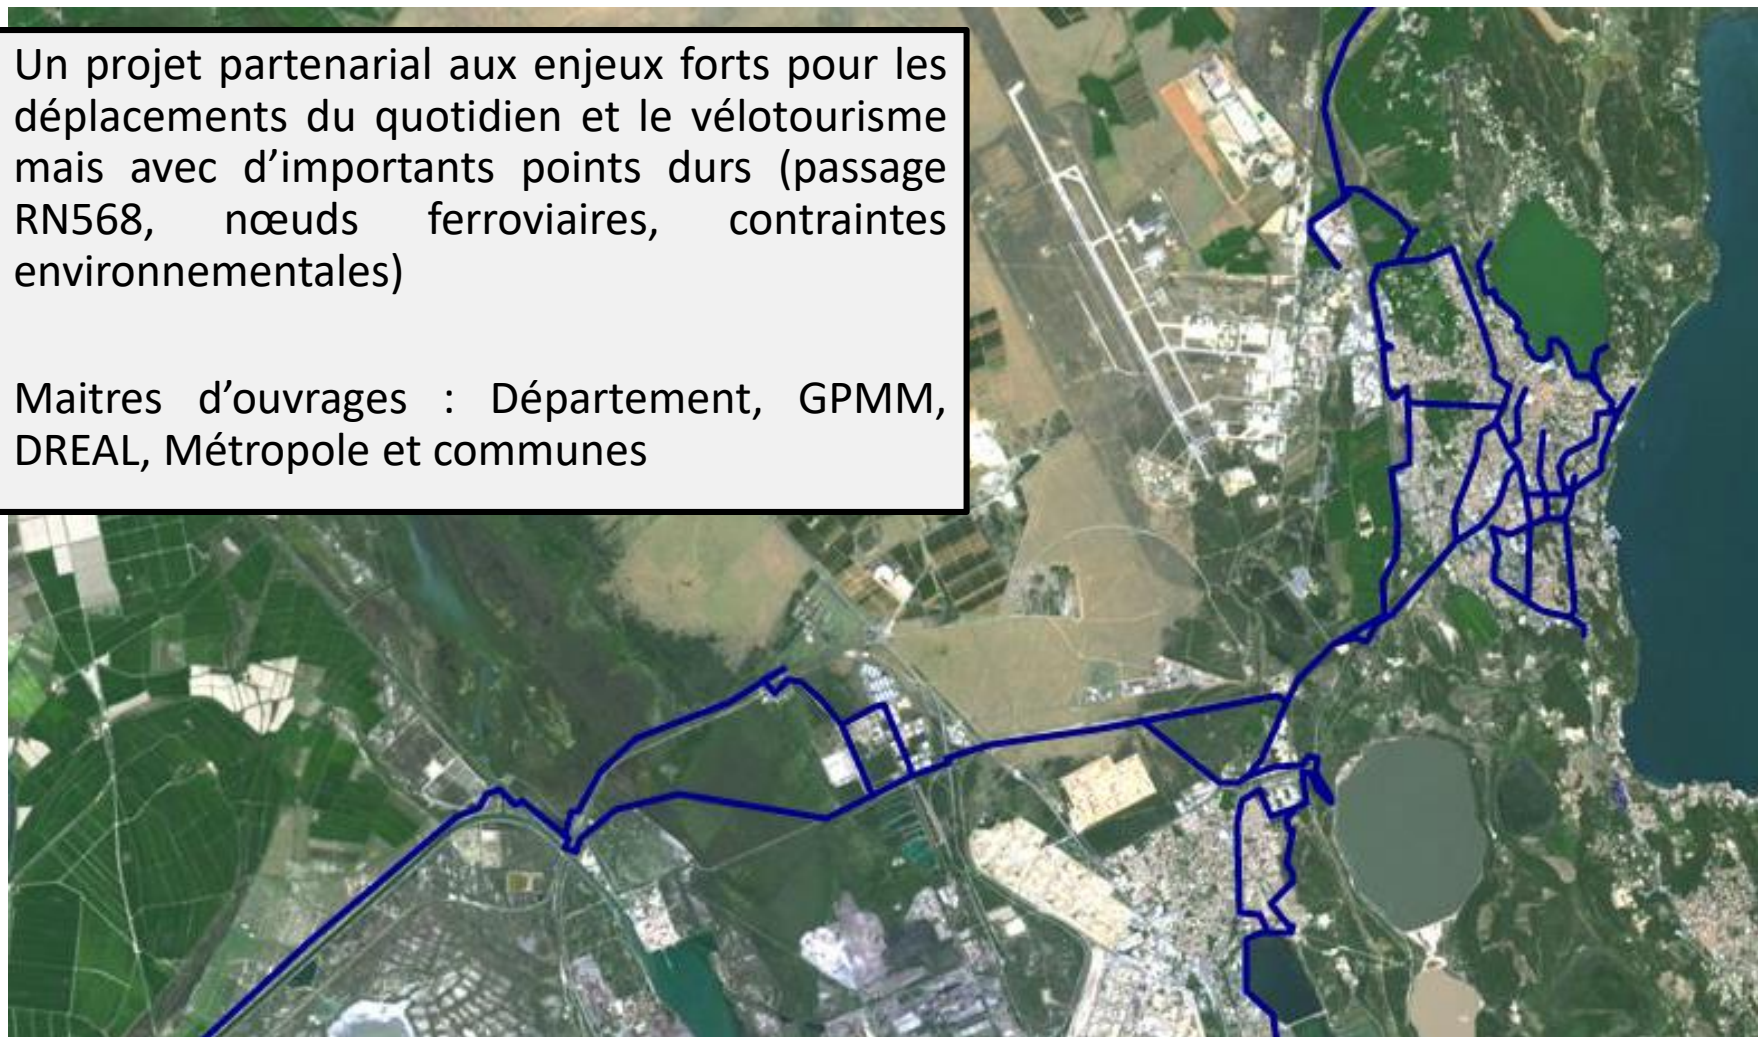 Un projet partenarial aux enjeux forts pour les
déplacements du quotidien et le vélotourisme
mais avec d’importants points durs (passage
RN568, nœuds ferroviaires, contraintes
environnementales)
Maitres d’ouvrages : Département, GPMM,
DREAL, Métropole et communes